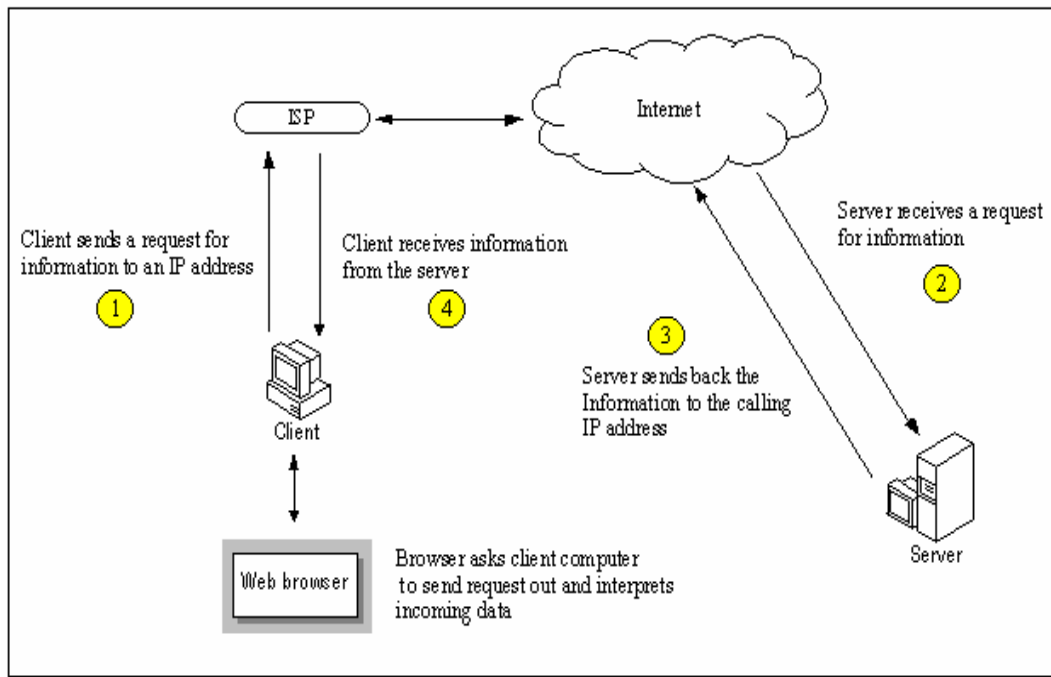 ISP
Internet
Client sends a request for
information to an IP address
1
Client receives information
from the server
4
Server receives a request
for information
2
3
Server sends back the
Information to the calling
IP address
Client
Server
Web browser
Browser asks client computer
to send request out and interprets
incoming data